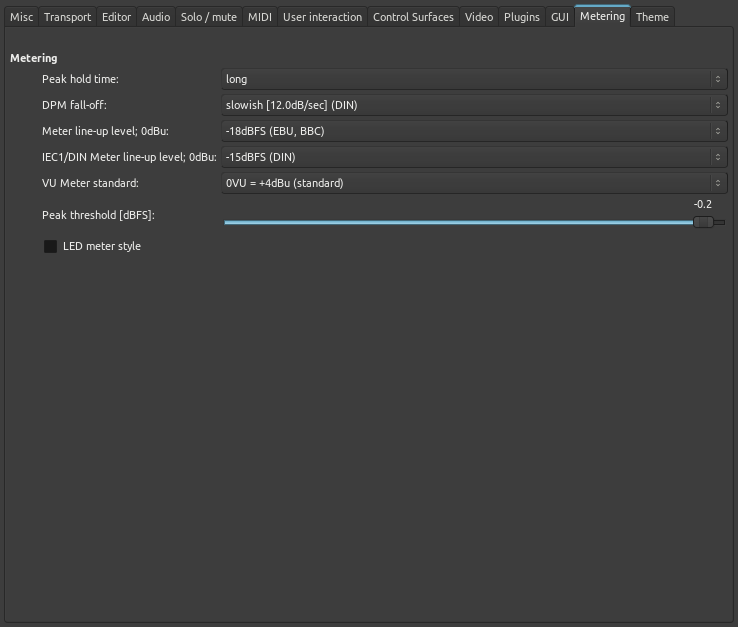 Misc Transport Editor Audio Solo / mute MIDI User interaction Control Surfaces Video Plugins GUI Metering Theme
Metering
Peak hold time: long
DPM fall-off: slowish [12.0dB/sec] (DIN)
Meter line-up level; 0dBu: -18dBFS (EBU, BBC)
IEC1/DIN Meter line-up level; 0dBu: -15dBFS (DIN)
VU Meter standard: 0VU = +4dBu (standard)
-0.2
Peak threshold [dBFS]:
LED meter style